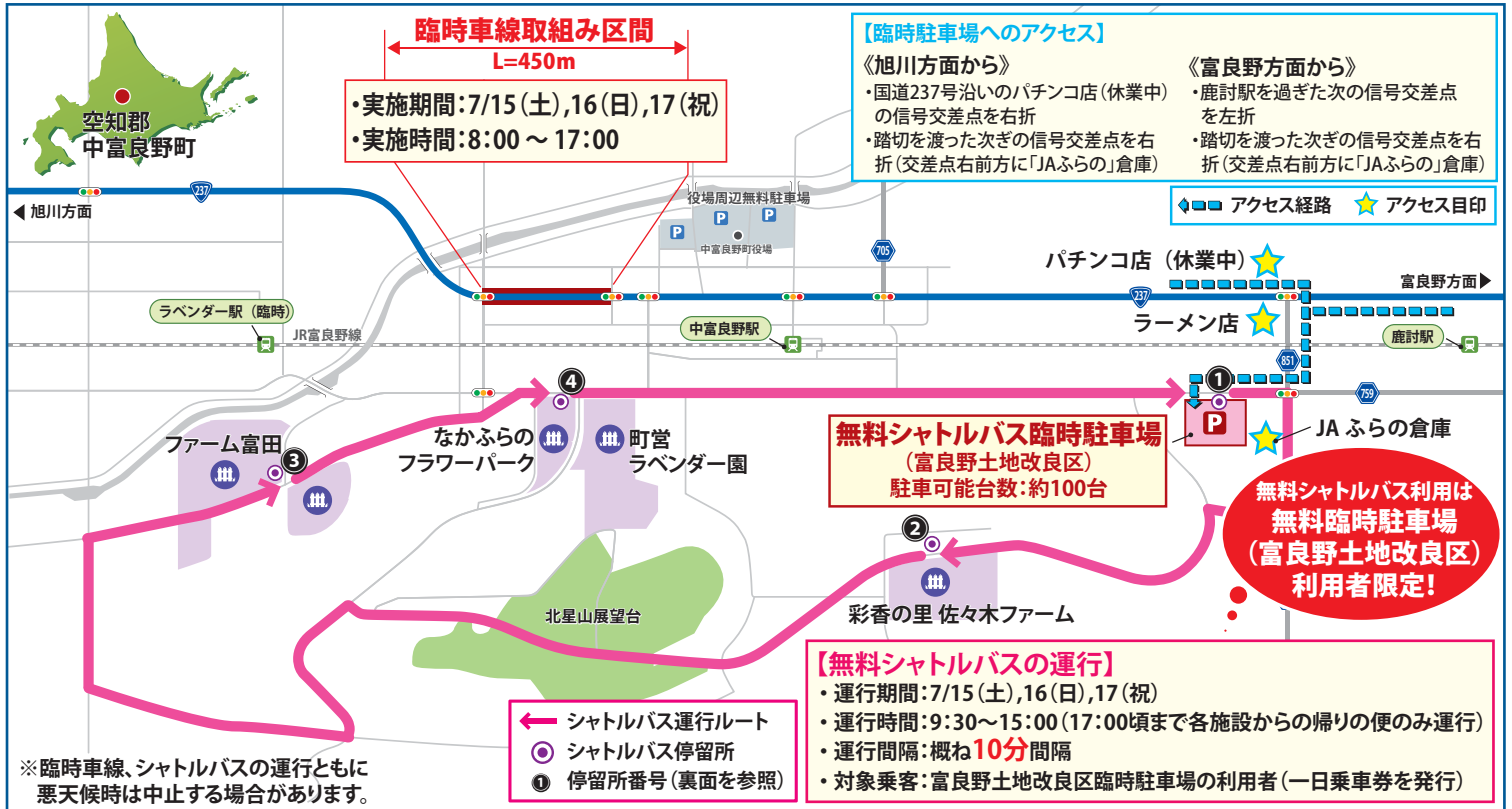 臨時車線取組み区間
L=450m
・実施期間:7/15(土),16(日),17(祝)
・実施時間:8:00 ～ 17:00
空知郡
中富良野町
【臨時駐車場へのアクセス】
《旭川方面から》
・国道237号沿いのパチンコ店(休業中)
の信号交差点を右折
・踏切を渡った次ぎの信号交差点を右
折(交差点右前方に「JAふらの」倉庫)
《富良野方面から》
・鹿討駅を過ぎた次の信号交差点
を左折
・踏切を渡った次ぎの信号交差点を右
折(交差点右前方に「JAふらの」倉庫)
アクセス経路 アクセス目印
237
旭川方面
役場周辺無料駐車場
P
P
P
中富良野町役場
705
パチンコ店（休業中）
237
富良野方面
ラーメン店
ラベンダー駅（臨時）
JR富良野線
中富良野駅
鹿討駅
851
759
1
4
P
JA ふらの倉庫
ファーム富田
3
なかふらの
フラワーパーク
町営
ラベンダー園
無料シャトルバス臨時駐車場
(富良野土地改良区)
駐車可能台数:約100台
無料シャトルバス利用は
無料臨時駐車場
(富良野土地改良区)
利用者限定!
2
彩香の里 佐々木ファーム
北星山展望台
【無料シャトルバスの運行】
・運行期間:7/15(土),16(日),17(祝)
・運行時間:9:30～15:00(17:00頃まで各施設からの帰りの便のみ運行)
・運行間隔:概ね10分間隔
・対象乗客:富良野土地改良区臨時駐車場の利用者(一日乗車券を発行)
シャトルバス運行ルート
シャトルバス停留所
1 停留所番号(裏面を参照)
※臨時車線、シャトルバスの運行ともに
悪天候時は中止する場合があります。